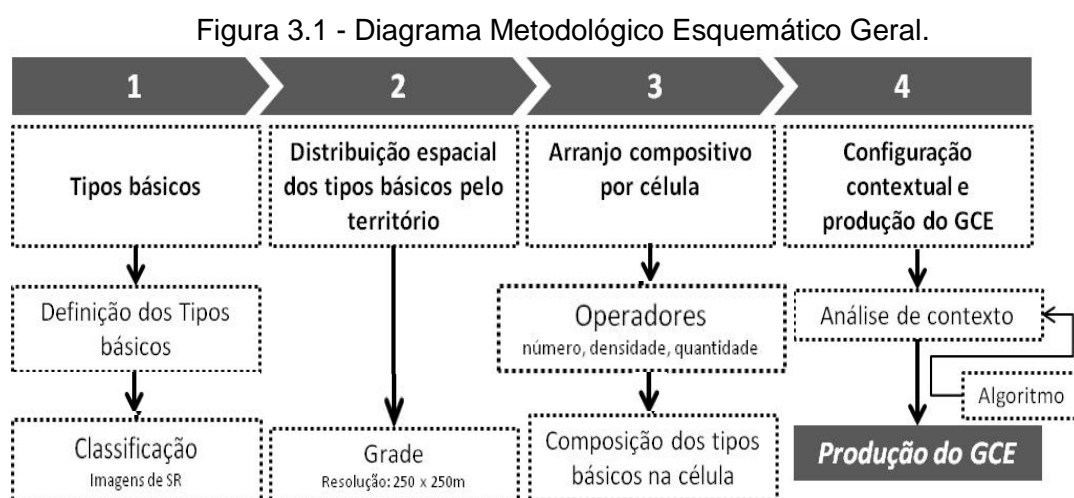 Figura 3.1 - Diagrama Metodológico Esquemático Geral.
1
2
3
4
Tipos básicos
Distribuição espacial
dos tipos básicos pelo
território
Arranjo compositivo
por célula
Configuração
contextual e
produção do GCE
Definição dos Tipos
básicos
Operadores
número, densidade, quantidade
Análise de contexto
Algoritmo
Classificação
Imagens de SR
Grade
Resolução: 250 x 250m
Composição dos tipos
básicos na célula
Produção do GCE